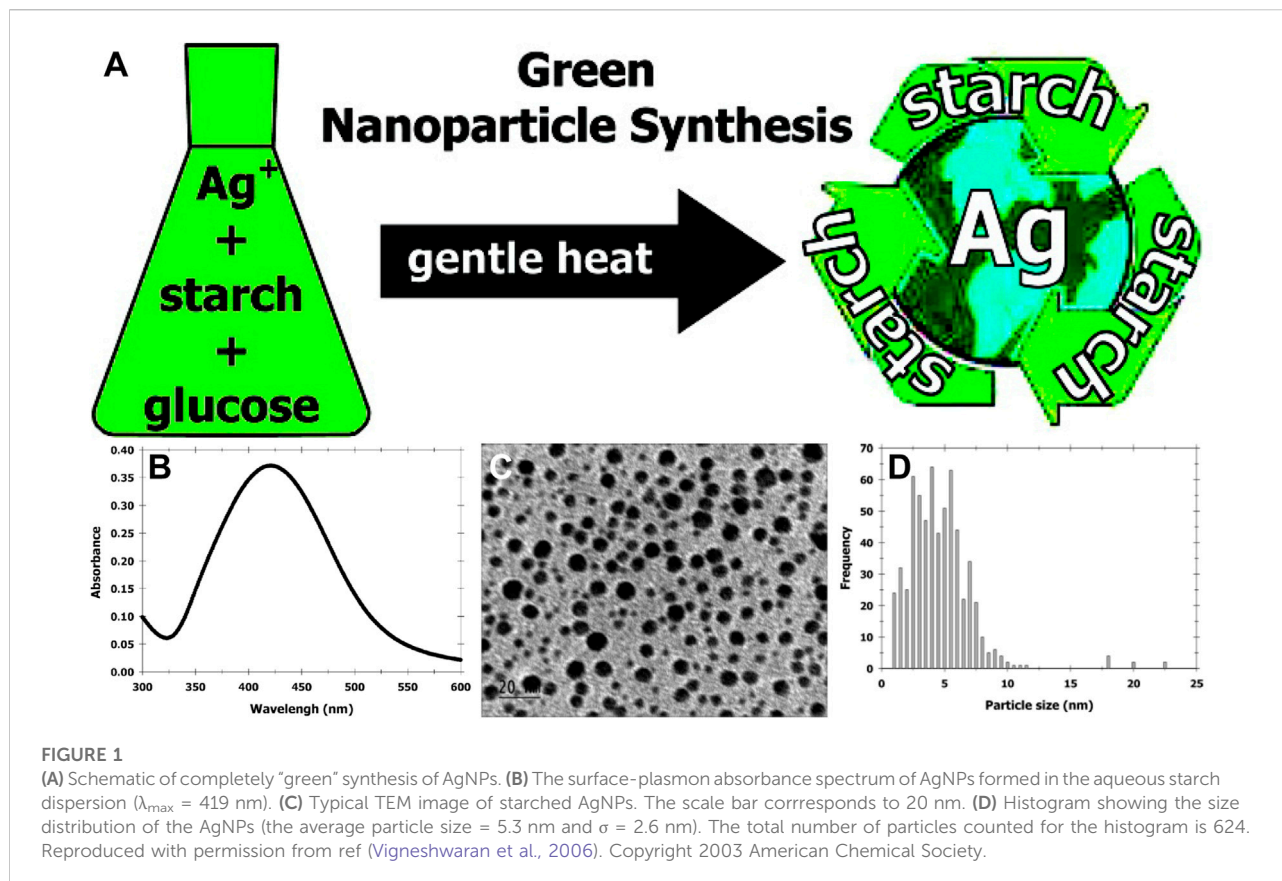 A
Green
Nanoparticle Synthesis
Ag+
+
starch
+
glucose
gentle heat
starch
starch
starch
Ag
B
0.40
0.35
0.30
0.25
0.20
0.15
0.10
0.05
0.00
Absorbance
300
350
400
450
500
550
600
Wavelengh (nm)
C
20 nm
D
70
60
50
40
30
20
10
0
Frequency
0
5
10
15
20
25
Particle size (nm)
FIGURE 1
(A) Schematic of completely "green" synthesis of AgNPs. (B) The surface-plasmon absorbance spectrum of AgNPs formed in the aqueous starch
dispersion (λmax = 419 nm). (C) Typical TEM image of starched AgNPs. The scale bar corrresponds to 20 nm. (D) Histogram showing the size
distribution of the AgNPs (the average particle size = 5.3 nm and σ = 2.6 nm). The total number of particles counted for the histogram is 624.
Reproduced with permission from ref (Vigneshwaran et al., 2006). Copyright 2003 American Chemical Society.